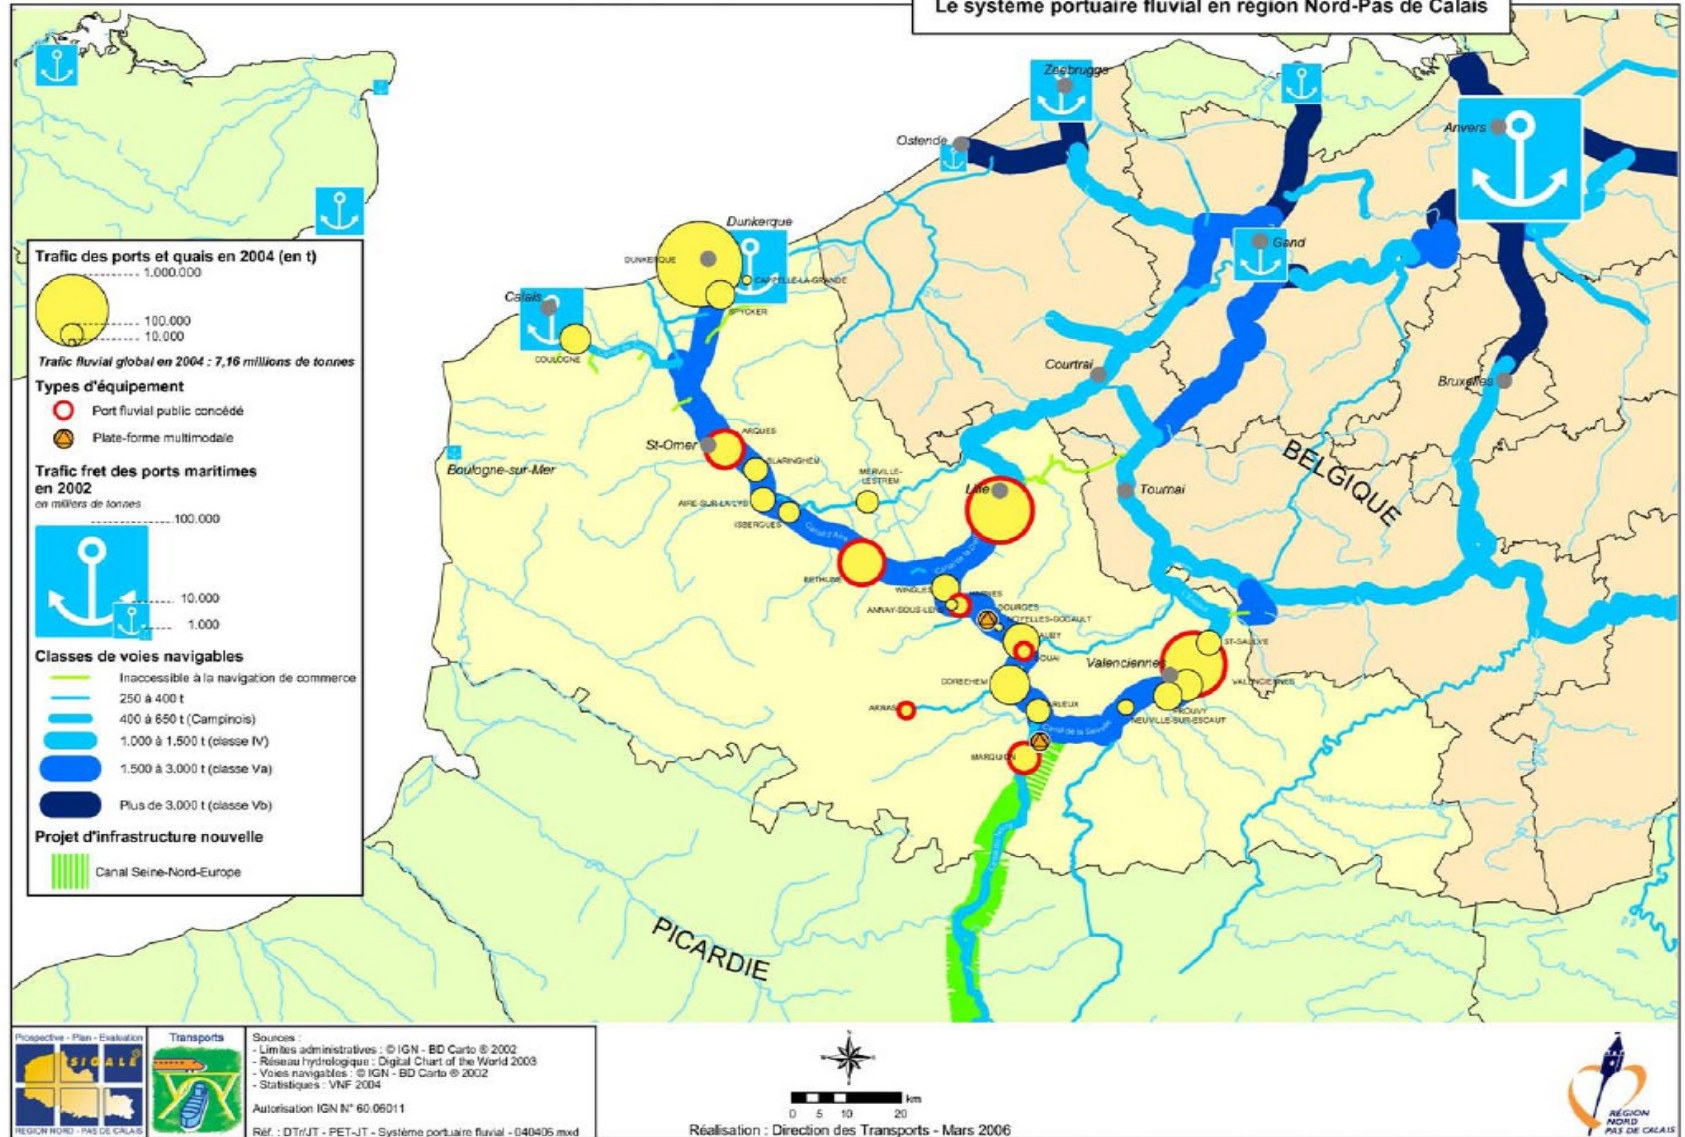 Le système portuaire fluvial en région Nord-Pas de Calais
Zeebrugge
Anvers
Ostende
Dunkerque
Gand
DUNKERQUE
CAPPELLE-LA-GRANDE
SPYCKER
Calais
COULOGNE
Courtrai
Bruxelles
St-Omer
ARQUES
BLARINGHEM
Boulogne-sur-Mer
MERVILLE-
LESTREM
AIRE-SUR-LA-LYS
ISBERGUES
Lille
Tournai
BELGIQUE
Canal d'Aire
BETHUNE
WINGLES
HARNES
ANNAY-SOUS-LENS
DOURGES
NOYELLES-GODAULT
AUBY
DOUAI
L'Escaut
ST-SAULVE
Valenciennes
VALENCIENNES
CORBEHEM
ARLEUX
PROUVY
NEUVILLE-SUR-ESCAUT
ARRAS
Canal de la Sensée
MARQUION
PICARDIE
Trafic des ports et quais en 2004 (en t)
1.000.000
100.000
10.000
Trafic fluvial global en 2004 : 7,16 millions de tonnes
Types d'équipement
Port fluvial public concédé
Plate-forme multimodale
Trafic fret des ports maritimes
en 2002
en milliers de tonnes
100.000
10.000
1.000
Classes de voies navigables
Inaccessible à la navigation de commerce
250 à 400 t
400 à 650 t (Campinois)
1.000 à 1.500 t (classe IV)
1.500 à 3.000 t (classe Va)
Plus de 3.000 t (classe Vb)
Projet d'infrastructure nouvelle
Canal Seine-Nord-Europe
Prospective - Plan - Evaluation
SIGALE
REGION NORD - PAS DE CALAIS
Transports
Sources :
- Limites administratives : © IGN - BD Carto ® 2002
- Réseau hydrologique : Digital Chart of the World 2003
- Voies navigables : © IGN - BD Carto ® 2002
- Statistiques : VNF 2004
Autorisation IGN N° 60.06011
Réf. : DTr/JT - PET-JT - Système portuaire fluvial - 040406.mxd
km
0 5 10 20
Réalisation : Direction des Transports - Mars 2006
RÉGION
NORD
PAS DE CALAIS